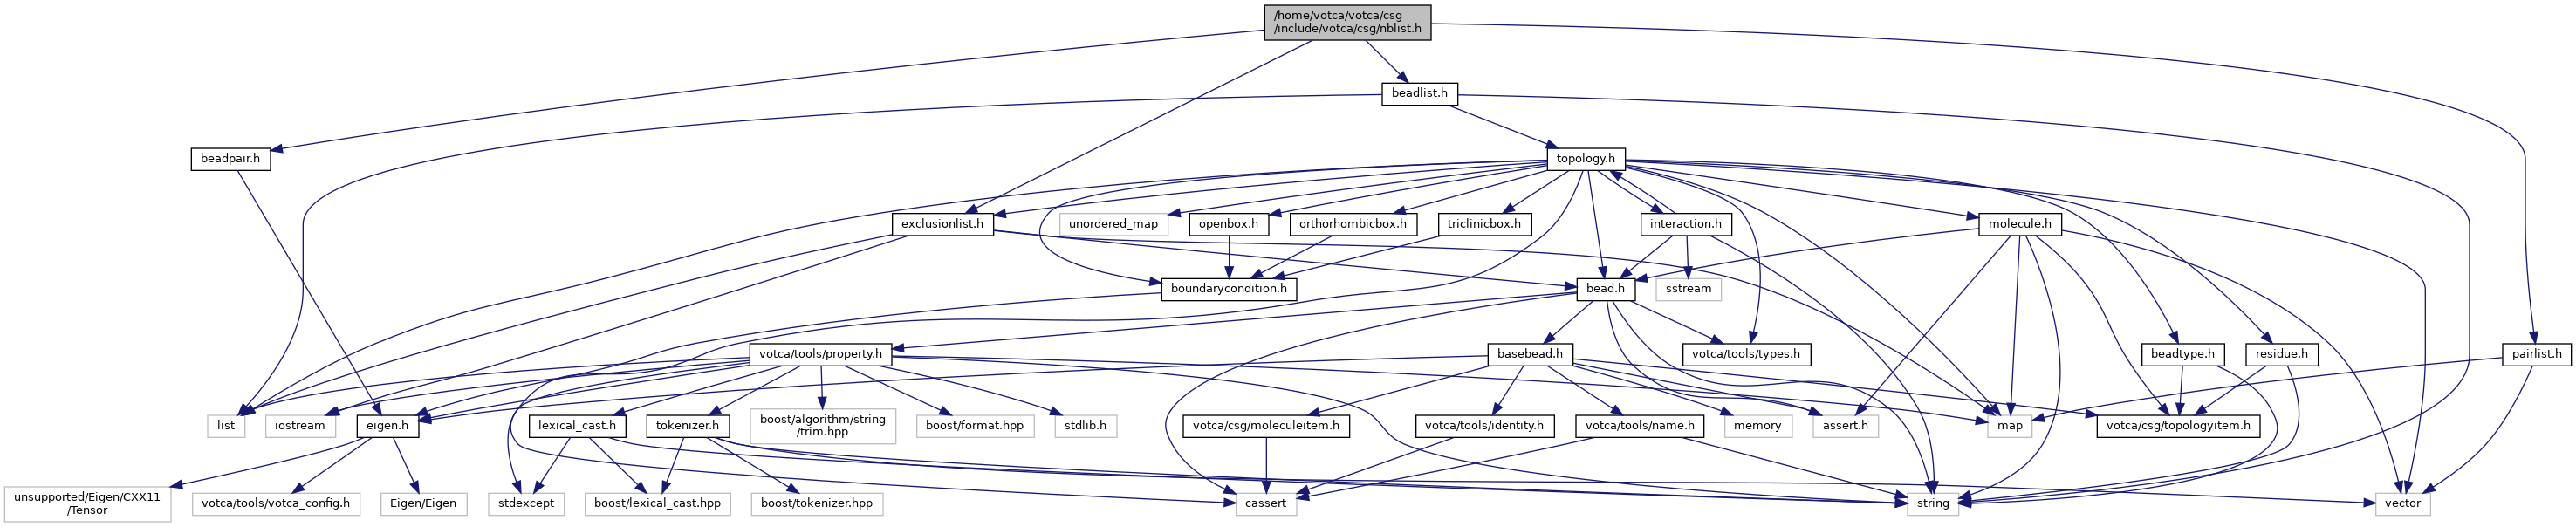 /home/votca/votca/csg
/include/votca/csg/nblist.h
beadlist.h
beadpair.h
topology.h
exclusionlist.h
unordered_map
openbox.h
orthorhombicbox.h
triclinicbox.h
interaction.h
molecule.h
boundarycondition.h
bead.h
sstream
votca/tools/property.h
basebead.h
votca/tools/types.h
beadtype.h
residue.h
pairlist.h
list
iostream
eigen.h
lexical_cast.h
tokenizer.h
boost/algorithm/string
/trim.hpp
boost/format.hpp
stdlib.h
votca/csg/moleculeitem.h
votca/tools/identity.h
votca/tools/name.h
memory
assert.h
map
votca/csg/topologyitem.h
unsupported/Eigen/CXX11
/Tensor
votca/tools/votca_config.h
Eigen/Eigen
stdexcept
boost/lexical_cast.hpp
boost/tokenizer.hpp
cassert
string
vector